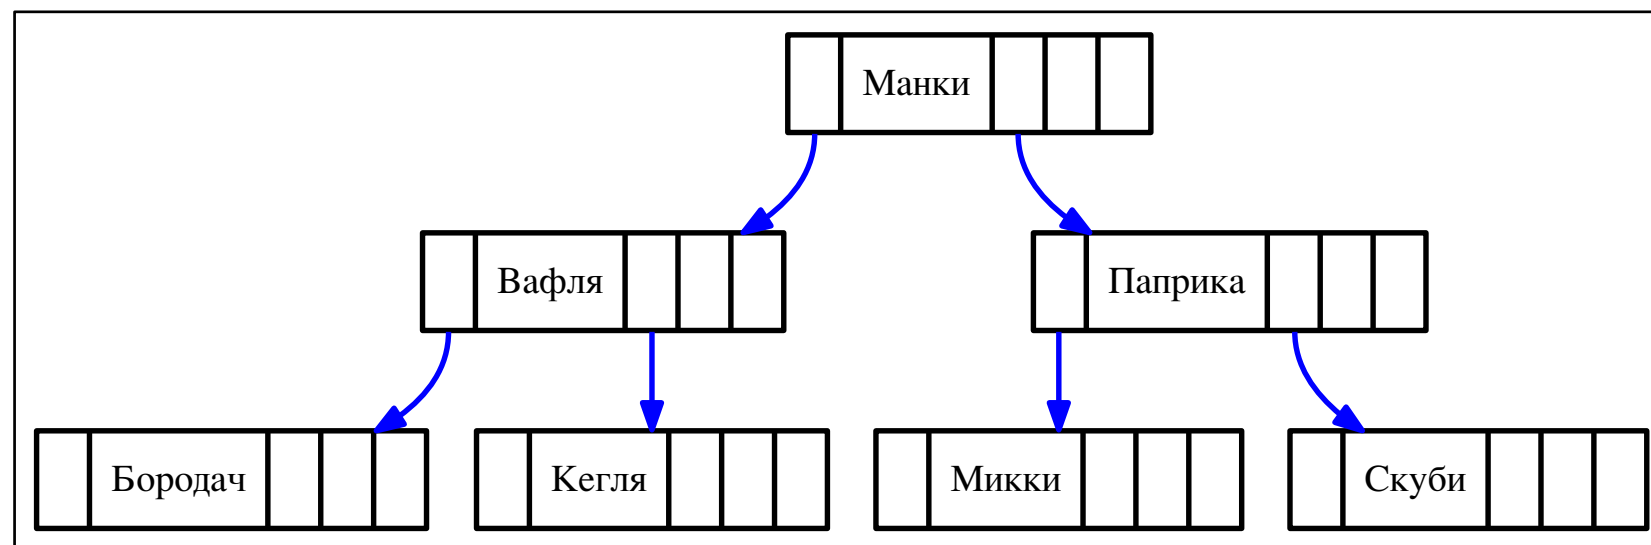 Манки
Вафля
Паприка
Бородач
Кегля
Микки
Скуби